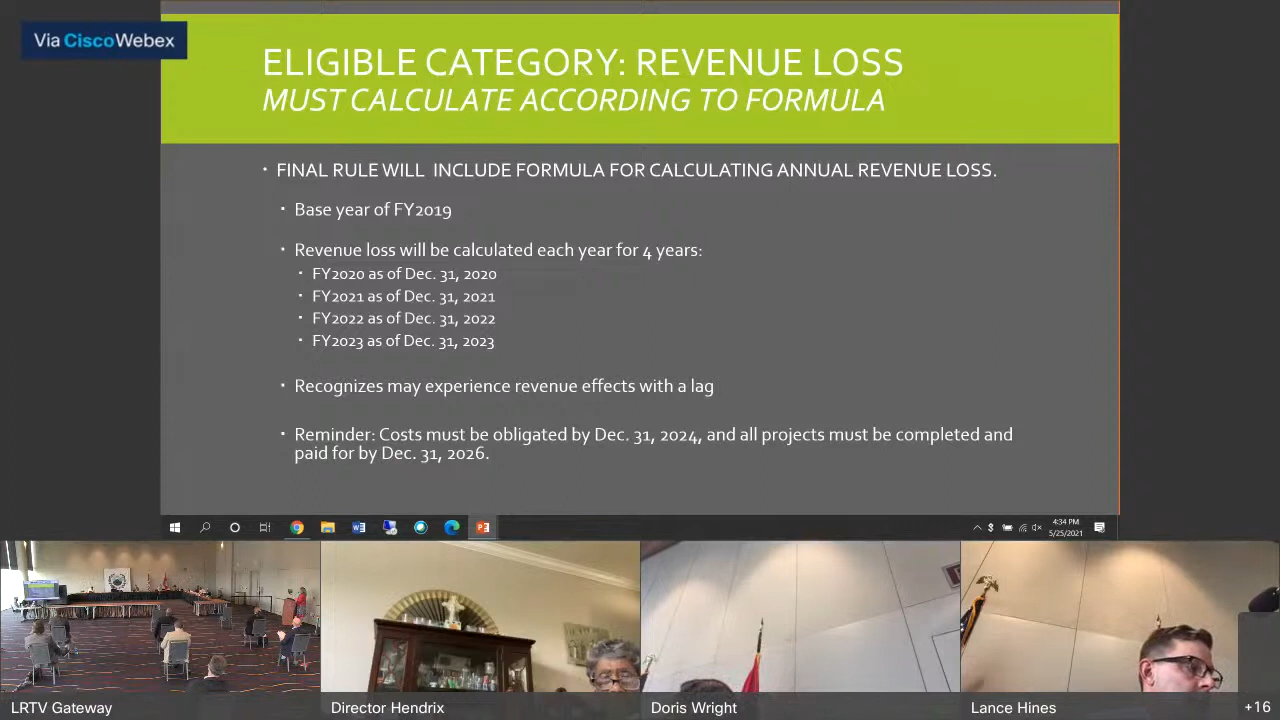 Via Cisco Webex
ELIGIBLE CATEGORY: REVENUE LOSS
MUST CALCULATE ACCORDING TO FORMULA
▪ FINAL RULE WILL INCLUDE FORMULA FOR CALCULATING ANNUAL REVENUE LOSS.
▪ Base year of FY2019
▪ Revenue loss will be calculated each year for 4 years:
▪ FY2020 as of Dec. 31, 2020
▪ FY2021 as of Dec. 31, 2021
▪ FY2022 as of Dec. 31, 2022
▪ FY2023 as of Dec. 31, 2023
▪ Recognizes may experience revenue effects with a lag
▪ Reminder: Costs must be obligated by Dec. 31, 2024, and all projects must be completed and
paid for by Dec. 31, 2026.
4:34 PM
5/25/2021
LRTV Gateway
Director Hendrix
Doris Wright
Lance Hines
+16